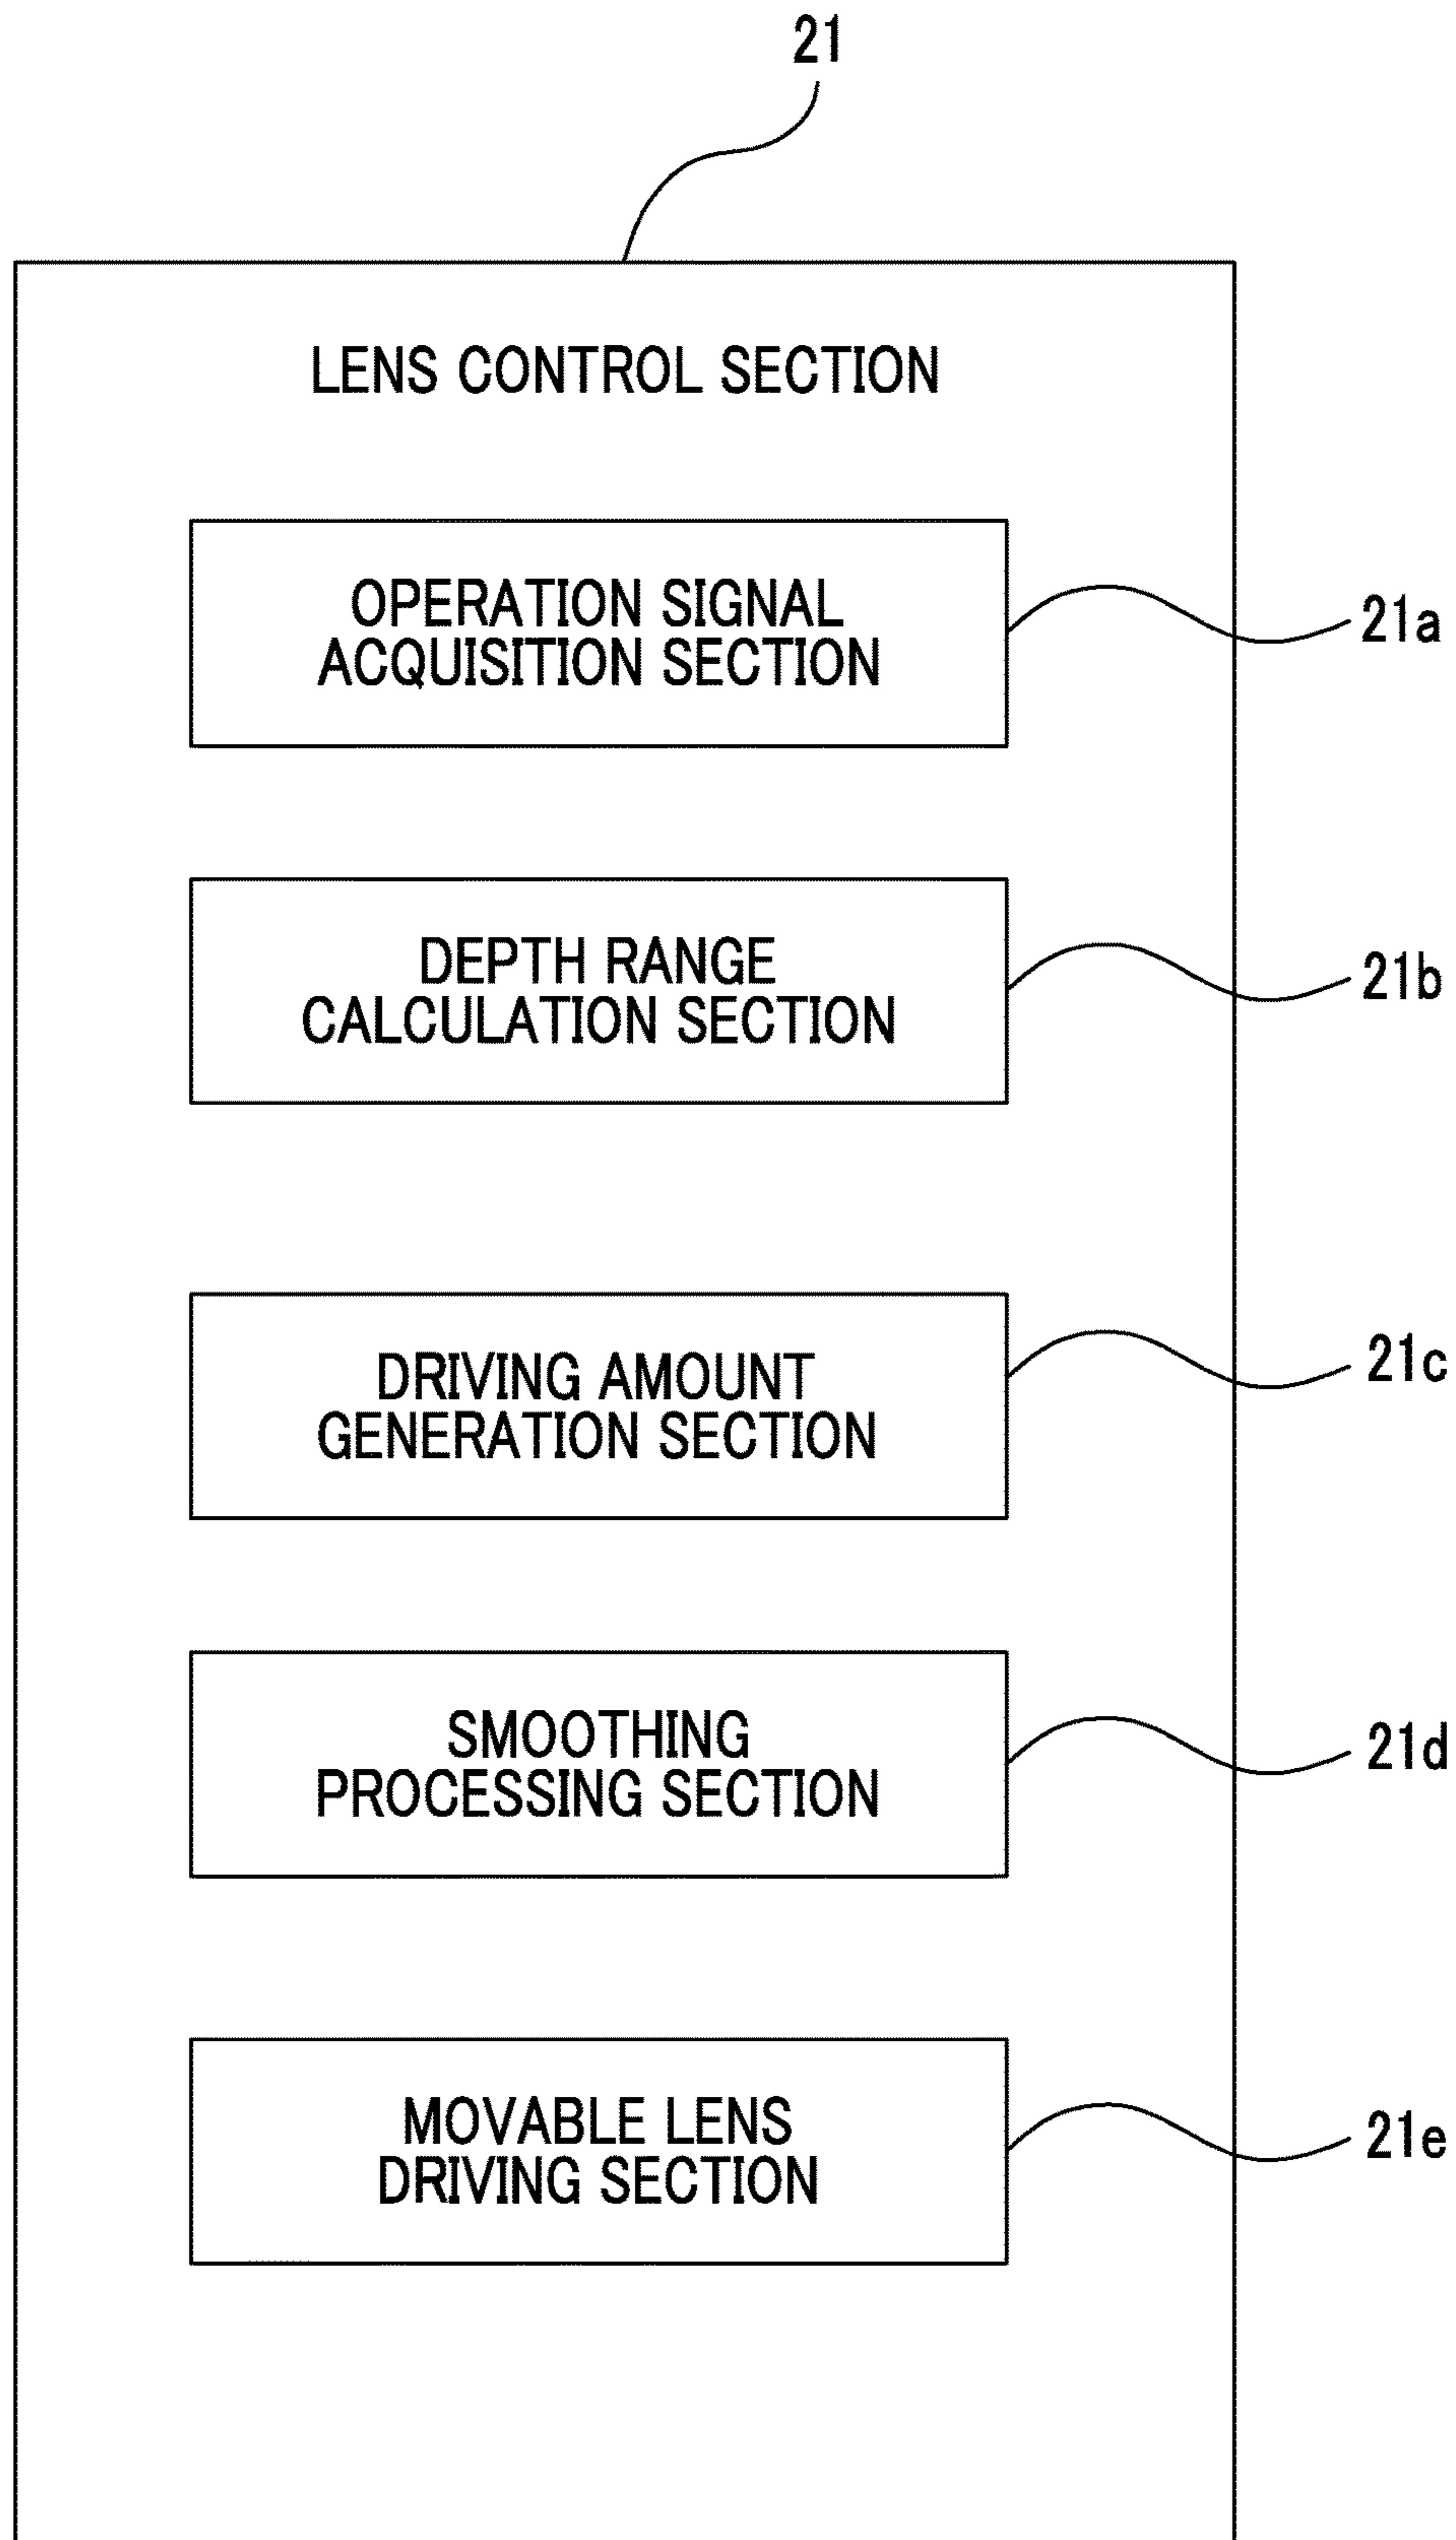 21
LENS CONTROL SECTION
OPERATION SIGNAL
ACQUISITION SECTION
21a
DEPTH RANGE
CALCULATION SECTION
21b
DRIVING AMOUNT
GENERATION SECTION
21c
SMOOTHING
PROCESSING SECTION
21d
MOVABLE LENS
DRIVING SECTION
21e